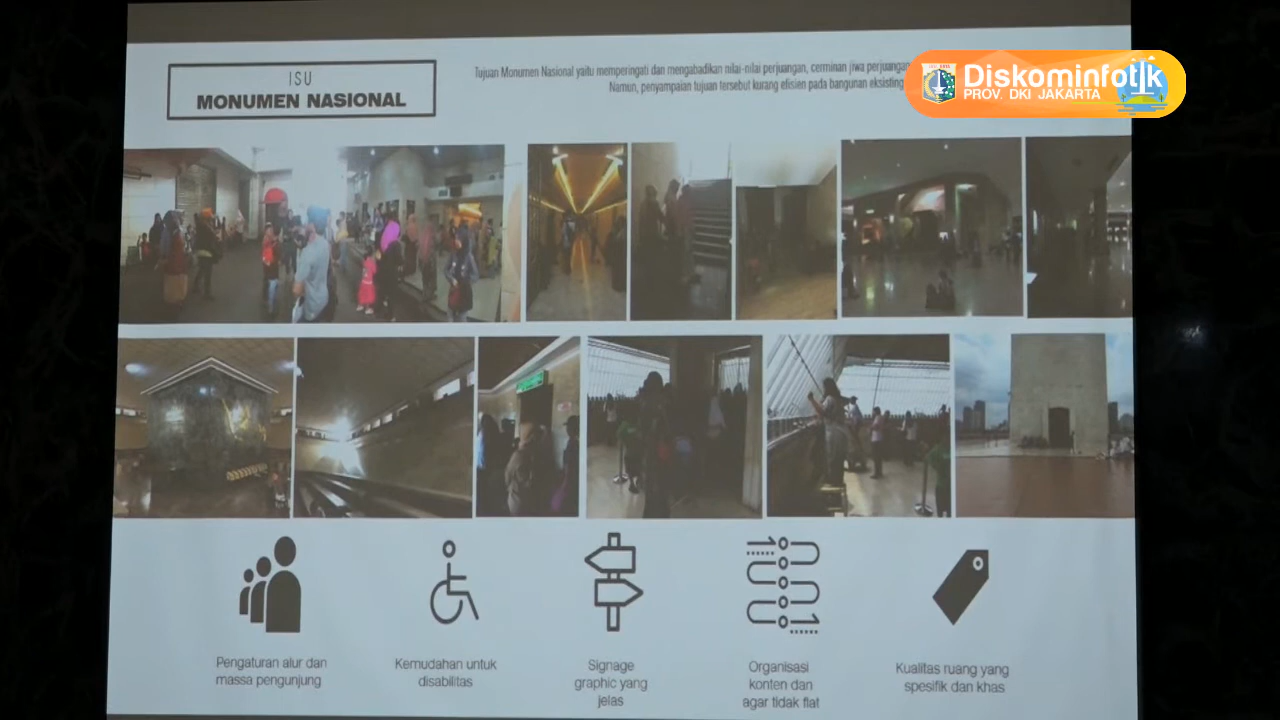 ISU
MONUMEN NASIONAL
Tujuan Monumen Nasional yaitu memperingati dan mengabadikan nilai-nilai perjuangan, cerminan jiwa perjuangan
Namun, penyampaian tujuan tersebut kurang efisien pada bangunan eksisting
Diskominfotik
PROV. DKI JAKARTA
Pengaturan alur dan
massa pengunjung
Kemudahan untuk
disabilitas
Signage
graphic yang
jelas
Organisasi
konten dan
agar tidak flat
Kualitas ruang yang
spesifik dan khas